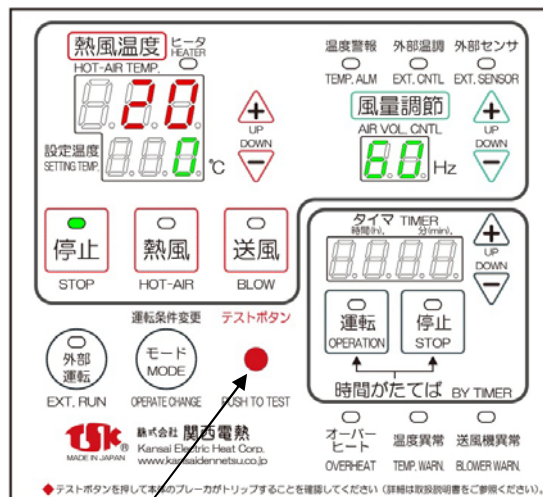 熱風温度 ヒータ HEATER
HOT-AIR TEMP.
20
設定温度 SETTING TEMP.
0 ℃
+ UP
DOWN −
温度警報 外部温調 外部センサ
TEMP. ALM EXT. CNTL EXT. SENSOR
風量調節
AIR VOL. CNTL
60 Hz
+ UP
DOWN −
停止 熱風 送風
STOP HOT-AIR BLOW
タイマ TIMER
時間(h). 分(min).
+ UP
DOWN −
運転 OPERATION
停止 STOP
時間がたてば BY TIMER
運転条件変更 テストボタン
外部運転 モード MODE
EXT. RUN OPERATE CHANGE PUSH TO TEST
TSK ® MADE IN JAPAN
株式会社 関西電熱
Kansai Electric Heat Corp.
www.kansaidennetsu.co.jp
オーバーヒート 温度異常 送風機異常
OVERHEAT TEMP. WARN. BLOWER WARN.
◆テストボタンを押して本体のブレーカがトリップすることを確認してください（詳細は取扱説明書をご参照ください）。